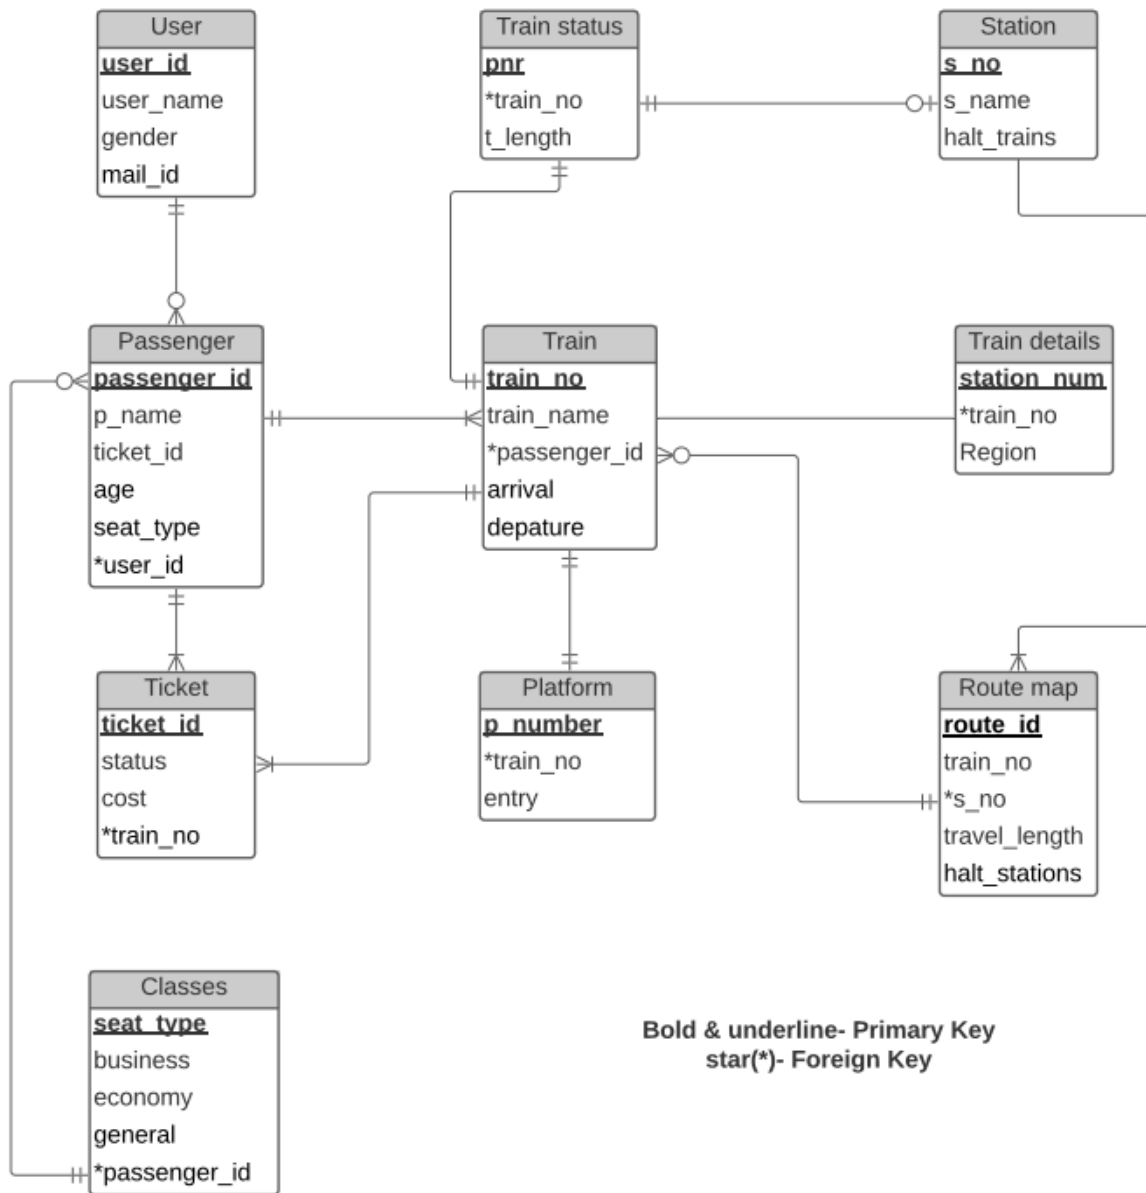 User
user_id
user_name
gender
mail_id
Train status
pnr
*train_no
t_length
Station
s_no
s_name
halt_trains
Passenger
passenger_id
p_name
ticket_id
age
seat_type
*user_id
Train
train_no
train_name
*passenger_id
arrival
depature
Train details
station_num
*train_no
Region
Ticket
ticket_id
status
cost
*train_no
Platform
p_number
*train_no
entry
Route map
route_id
train_no
*s_no
travel_length
halt_stations
Classes
seat_type
business
economy
general
*passenger_id
Bold & underline- Primary Key
star(*)- Foreign Key